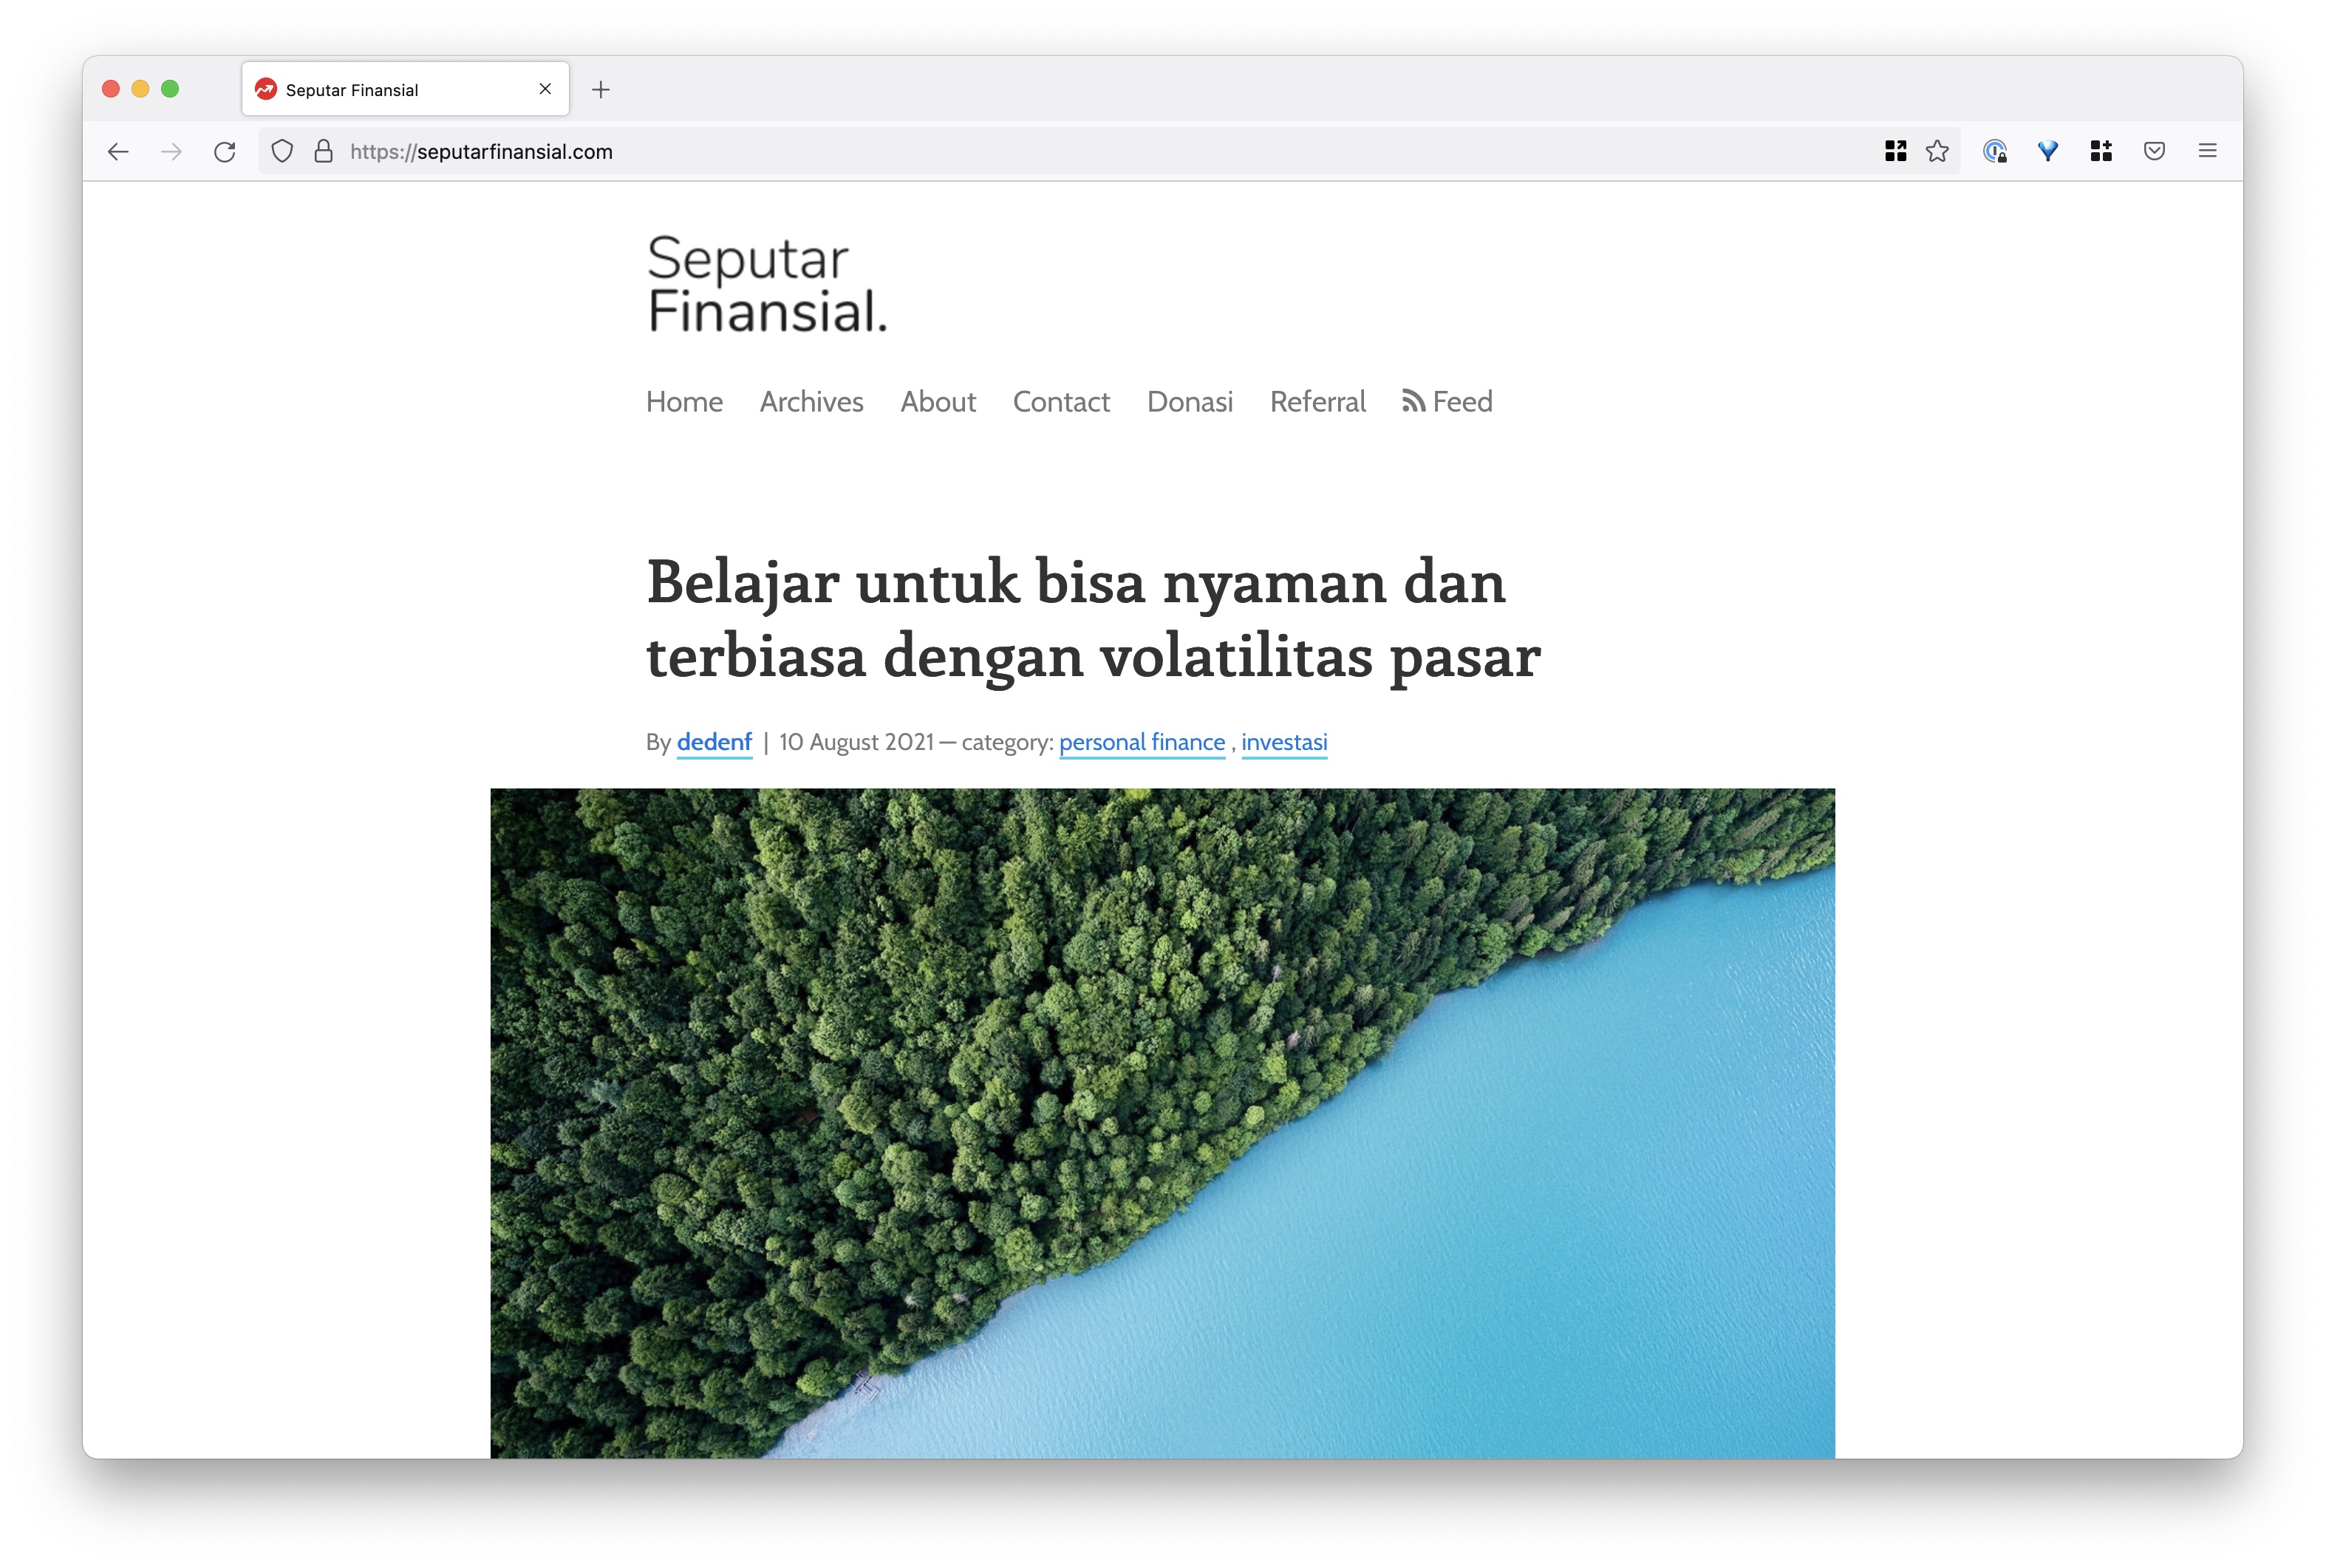 Seputar Finansial
https://seputarfinansial.com
Seputar
Finansial.
Home Archives About Contact Donasi Referral Feed
Belajar untuk bisa nyaman dan
terbiasa dengan volatilitas pasar
By dedenf | 10 August 2021 — category: personal finance , investasi